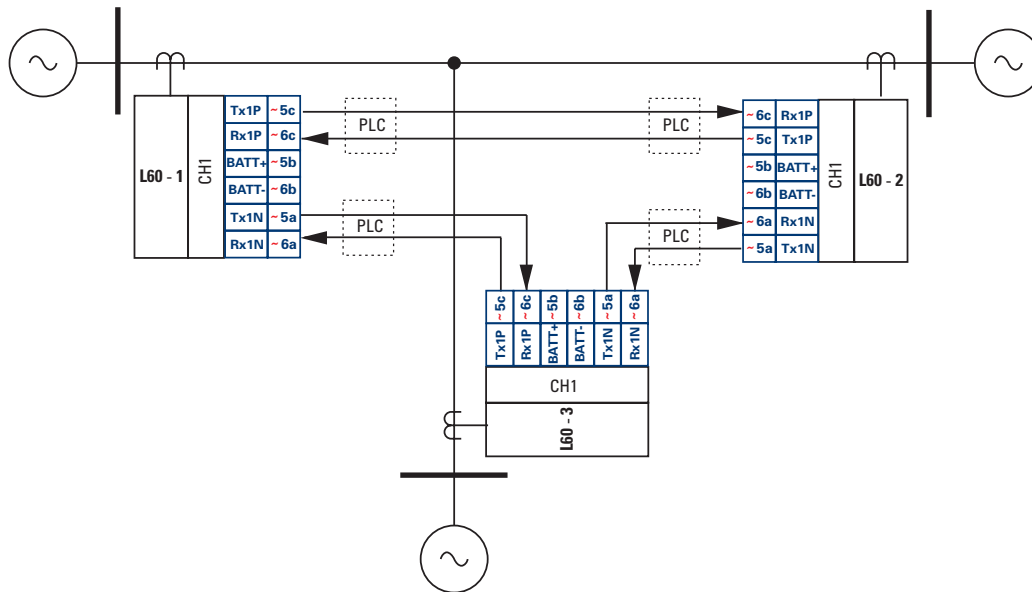 Tx1P ~5c
Rx1P ~6c
BATT+ ~5b
BATT- ~6b
Tx1N ~5a
Rx1N ~6a
L60 - 1
CH1
PLC
PLC
PLC
PLC
~6c Rx1P
~5c Tx1P
~5b BATT+
~6b BATT-
~6a Rx1N
~5a Tx1N
CH1
L60 - 2
~5c ~6c ~5b ~6b ~5a ~6a
Tx1P Rx1P BATT+ BATT- Tx1N Rx1N
CH1
L60 - 3